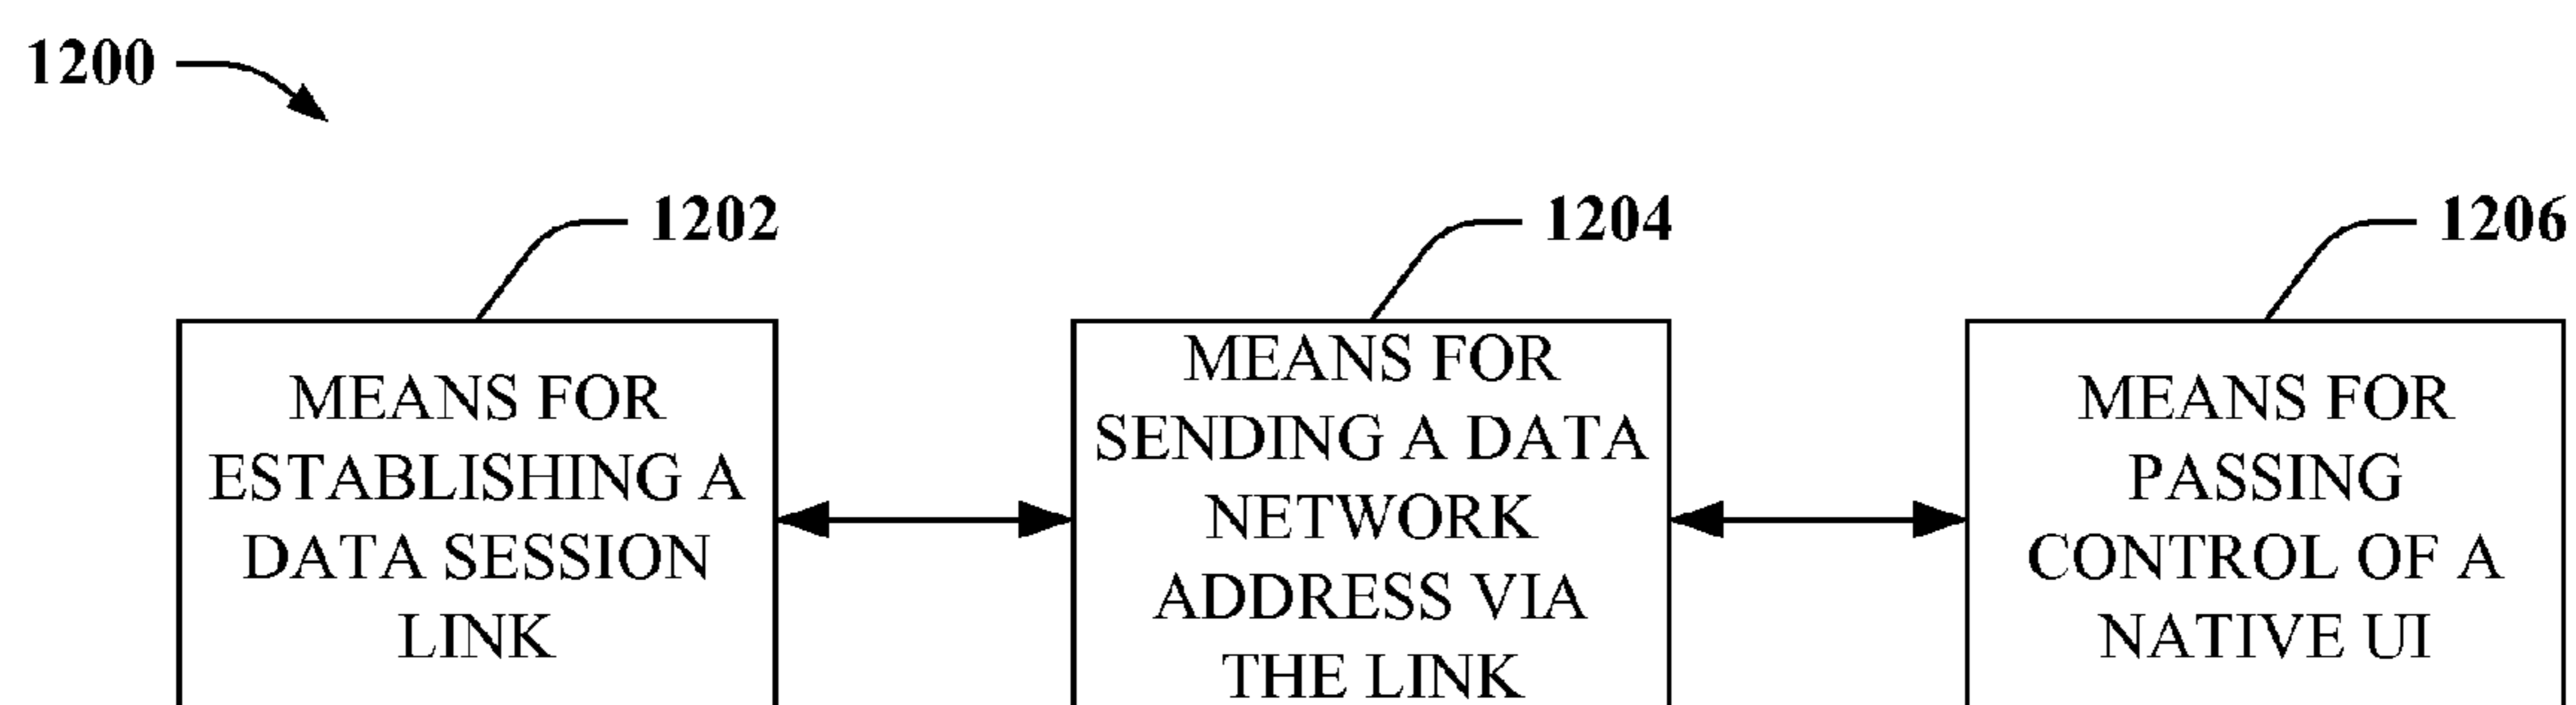 1200
1202
1204
1206
MEANS FOR
ESTABLISHING A
DATA SESSION
LINK
MEANS FOR
SENDING A DATA
NETWORK
ADDRESS VIA
THE LINK
MEANS FOR
PASSING
CONTROL OF A
NATIVE UI